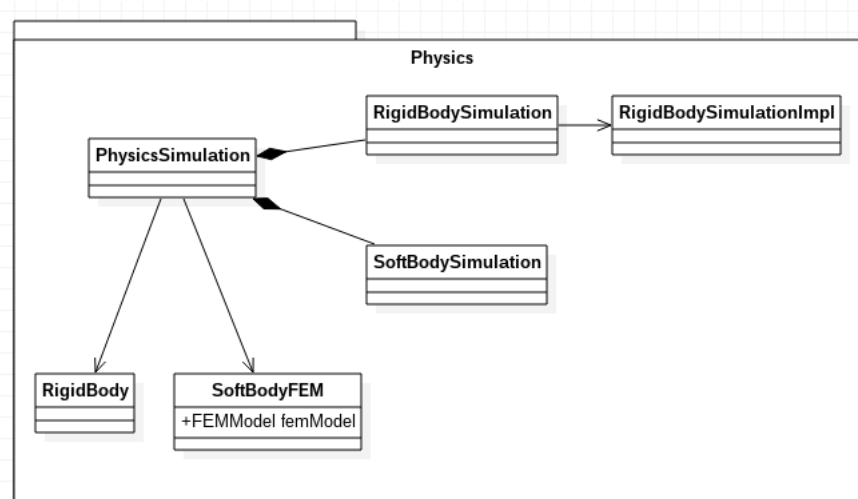 Physics
RigidBodySimulation
RigidBodySimulationImpl
PhysicsSimulation
SoftBodySimulation
RigidBody
SoftBodyFEM
+FEMModel femModel